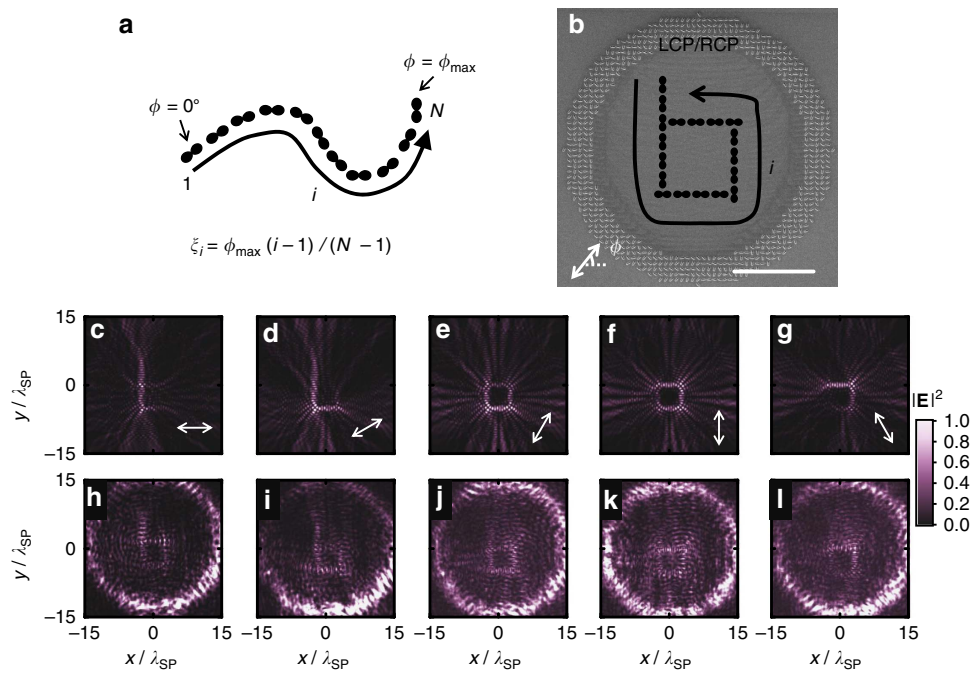 a
ϕ = 0°
ϕ = ϕmax
N
1
i
ξi = ϕmax (i – 1) / (N – 1)
b
LCP/RCP
i
ϕ
c
d
e
f
g
15
0
–15
y / λSP
|E|²
1.0
0.8
0.6
0.4
0.2
0.0
h
i
j
k
l
15
0
–15
y / λSP
–15 0 15
–15 0 15
–15 0 15
–15 0 15
–15 0 15
x / λSP
x / λSP
x / λSP
x / λSP
x / λSP